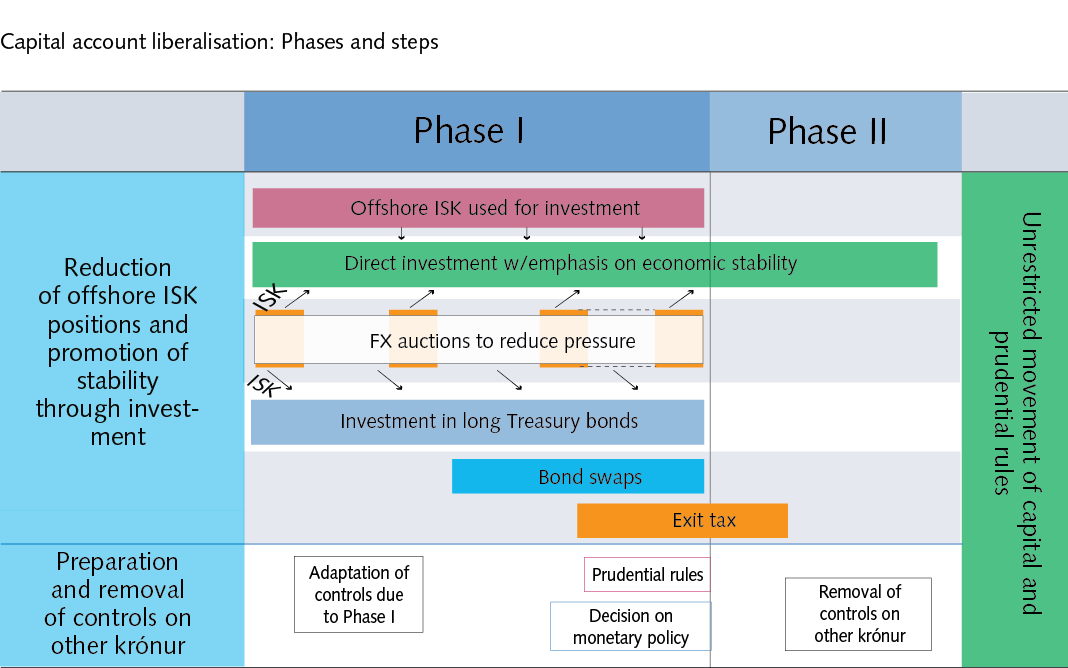 Capital account liberalisation: Phases and steps
Phase I
Phase II
Reduction
of offshore ISK
positions and
promotion of
stability
through invest-
ment
Offshore ISK used for investment
Direct investment w/emphasis on economic stability
ISK
FX auctions to reduce pressure
ISK
Investment in long Treasury bonds
Bond swaps
Exit tax
Unrestricted movement of capital and
prudential rules
Preparation
and removal
of controls on
other krónur
Adaptation of
controls due
to Phase I
Prudential rules
Decision on
monetary policy
Removal of
controls on
other krónur